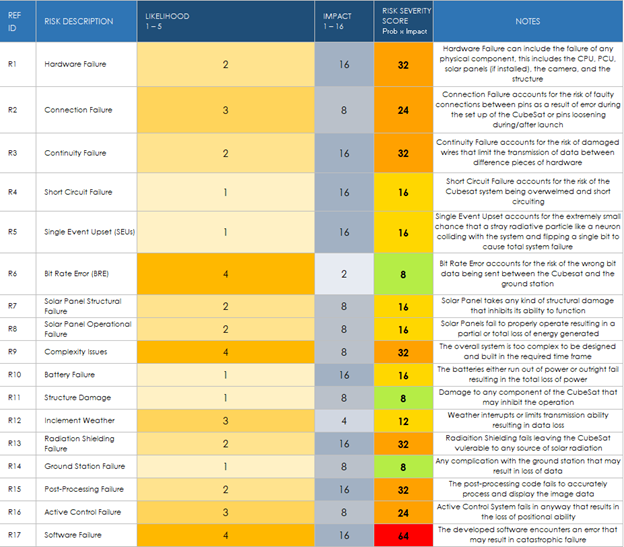 REF ID RISK DESCRIPTION LIKELIHOOD 1 – 5 IMPACT 1 – 16 RISK SEVERITY SCORE Prob x Impact NOTES
R1 Hardware Failure 2 16 32 Hardware Failure can include the failure of any
physical component, this includes the CPU, PCU,
solar panels (if installed), the camera, and the
structure
R2 Connection Failure 3 8 24 Connection Failure accounts for the risk of faulty
connections between pins as a result of error during
the set up of the CubeSat or pins loosening
during/after launch
R3 Continuity Failure 2 16 32 Continuity Failure accounts for the risk of damaged
wires that limit the transmission of data between
difference pieces of hardware
R4 Short Circuit Failure 1 16 16 Short Circuit Failure accounts for the risk of the
Cubesat system being overwelmed and short
circuiting
R5 Single Event Upset (SEUs) 1 16 16 Single Event Upset accounts for the extremely small
chance that a stray radiative particle like a neuron
colliding with the system and flipping a single bit to
cause total system failure
R6 Bit Rate Error (BRE) 4 2 8 Bit Rate Error accounts for the risk of the wrong bit
data being sent between the Cubesat and the
ground station
R7 Solar Panel Structural Failure 2 8 16 Solar Panel takes any kind of structural damage
that inhibits its ability to function
R8 Solar Panel Operational Failure 2 8 16 Solar Panels fail to properly operate resulting in a
partial or total loss of energy generated
R9 Complexity Issues 4 8 32 The overall system is too complex to be designed
and built in the required time frame
R10 Battery Failure 1 16 16 The batteries either run out of power or outright fail
resulting in the total loss of power
R11 Structure Damage 1 8 8 Damage to any component of the CubeSat that
may inhibit the operation
R12 Inclement Weather 3 4 12 Weather interrupts or limits transmission ability
resulting in data loss
R13 Radiation Shielding Failure 2 16 32 Radiaition Shielding fails leaving the CubeSat
vulerable to any source of solar radiation
R14 Ground Station Failure 1 8 8 Any complication with the ground station that may
result in loss of data
R15 Post-Processing Failure 2 16 32 The post-processing code fails to accurately
process and display the image data
R16 Active Control Failure 3 8 24 Active Control System fails in anyway that results in
the loss of positional ability
R17 Software Failure 4 16 64 The developed software encounters an error that
may result in catastrophic failure